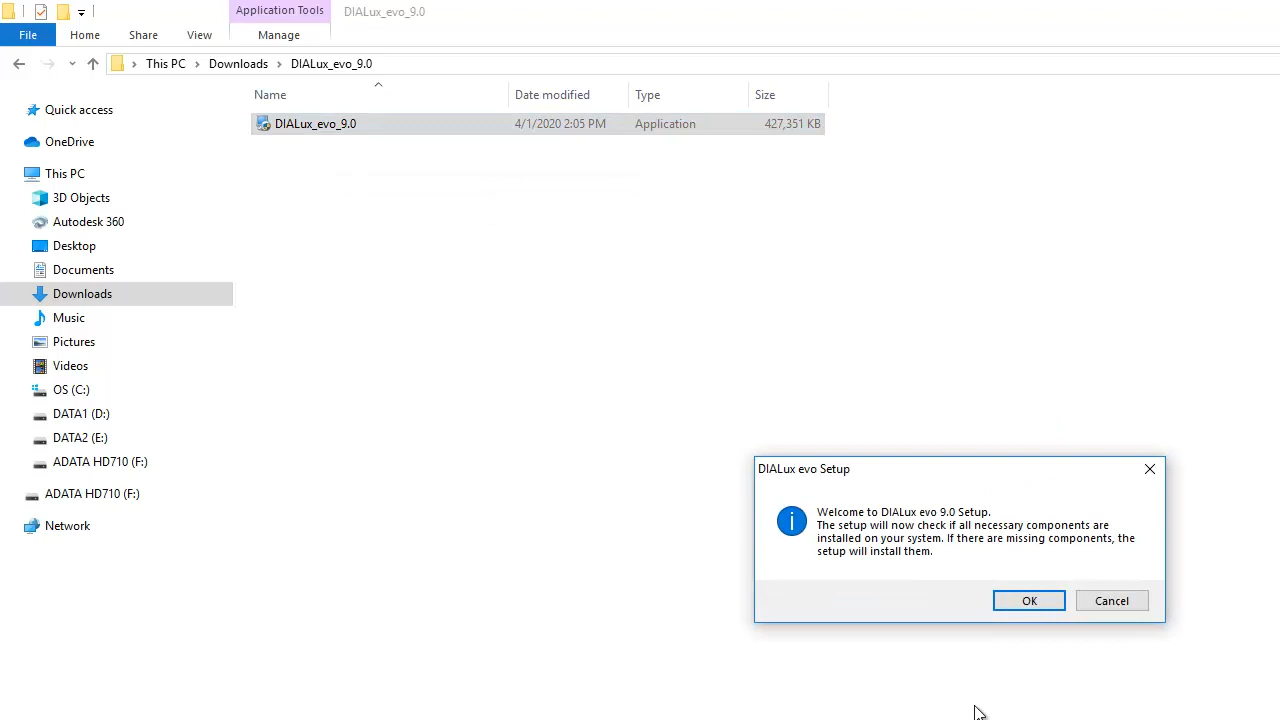 Application Tools
DIALux_evo_9.0
File
Home
Share
View
Manage
This PC
Downloads
DIALux_evo_9.0
Name
Date modified
Type
Size
DIALux_evo_9.0
4/1/2020 2:05 PM
Application
427,351 KB
Quick access
OneDrive
This PC
3D Objects
Autodesk 360
Desktop
Documents
Downloads
Music
Pictures
Videos
OS (C:)
DATA1 (D:)
DATA2 (E:)
ADATA HD710 (F:)
ADATA HD710 (F:)
Network
DIALux evo Setup
Welcome to DIALux evo 9.0 Setup.
The setup will now check if all necessary components are
installed on your system. If there are missing components, the
setup will install them.
OK
Cancel